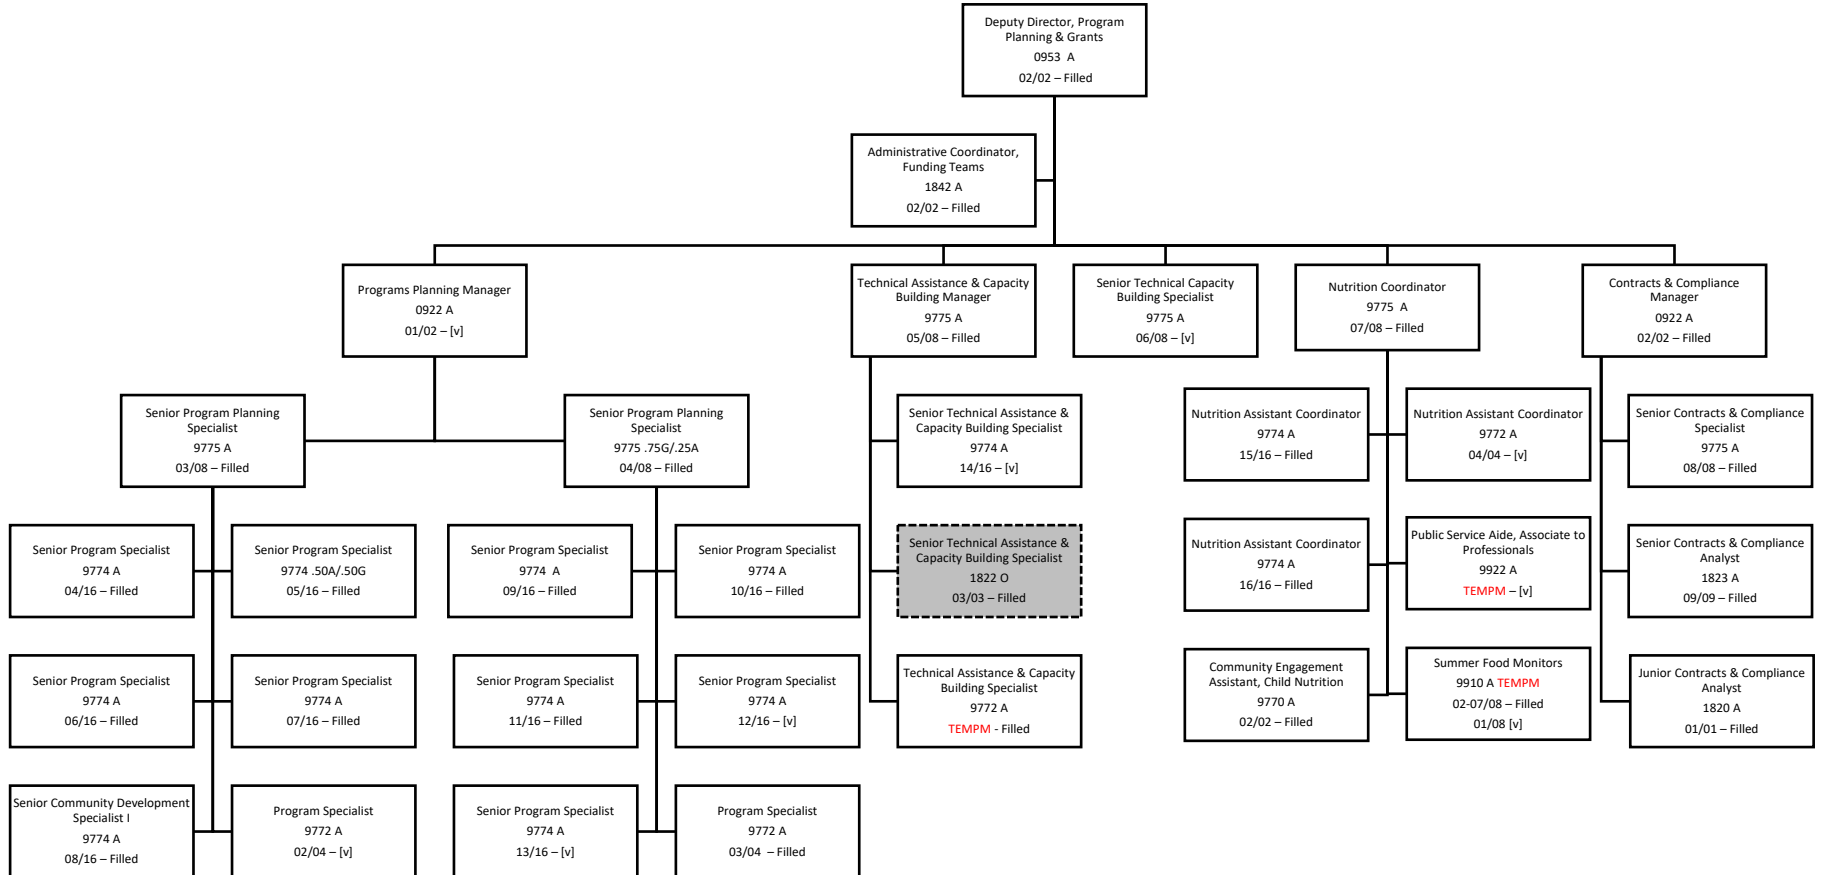 Deputy Director, Program
Planning & Grants
0953 A
02/02 – Filled
Administrative Coordinator,
Funding Teams
1842 A
02/02 – Filled
Programs Planning Manager
0922 A
01/02 – [v]
Technical Assistance & Capacity
Building Manager
9775 A
05/08 – Filled
Senior Technical Capacity
Building Specialist
9775 A
06/08 – [v]
Nutrition Coordinator
9775 A
07/08 – Filled
Contracts & Compliance
Manager
0922 A
02/02 – Filled
Senior Program Planning
Specialist
9775 A
03/08 – Filled
Senior Program Planning
Specialist
9775 .75G/.25A
04/08 – Filled
Senior Technical Assistance &
Capacity Building Specialist
9774 A
14/16 – [v]
Nutrition Assistant Coordinator
9774 A
15/16 – Filled
Nutrition Assistant Coordinator
9772 A
04/04 – [v]
Senior Contracts & Compliance
Specialist
9775 A
08/08 – Filled
Senior Program Specialist
9774 A
04/16 – Filled
Senior Program Specialist
9774 .50A/.50G
05/16 – Filled
Senior Program Specialist
9774 A
09/16 – Filled
Senior Program Specialist
9774 A
10/16 – Filled
Senior Technical Assistance &
Capacity Building Specialist
1822 O
03/03 – Filled
Nutrition Assistant Coordinator
9774 A
16/16 – Filled
Public Service Aide, Associate to
Professionals
9922 A
TEMPM – [v]
Senior Contracts & Compliance
Analyst
1823 A
09/09 – Filled
Senior Program Specialist
9774 A
06/16 – Filled
Senior Program Specialist
9774 A
07/16 – Filled
Senior Program Specialist
9774 A
11/16 – Filled
Senior Program Specialist
9774 A
12/16 – [v]
Technical Assistance & Capacity
Building Specialist
9772 A
TEMPM - Filled
Community Engagement
Assistant, Child Nutrition
9770 A
02/02 – Filled
Summer Food Monitors
9910 A TEMPM
02-07/08 – Filled
01/08 [v]
Junior Contracts & Compliance
Analyst
1820 A
01/01 – Filled
Senior Community Development
Specialist I
9774 A
08/16 – Filled
Program Specialist
9772 A
02/04 – [v]
Senior Program Specialist
9774 A
13/16 – [v]
Program Specialist
9772 A
03/04 – Filled